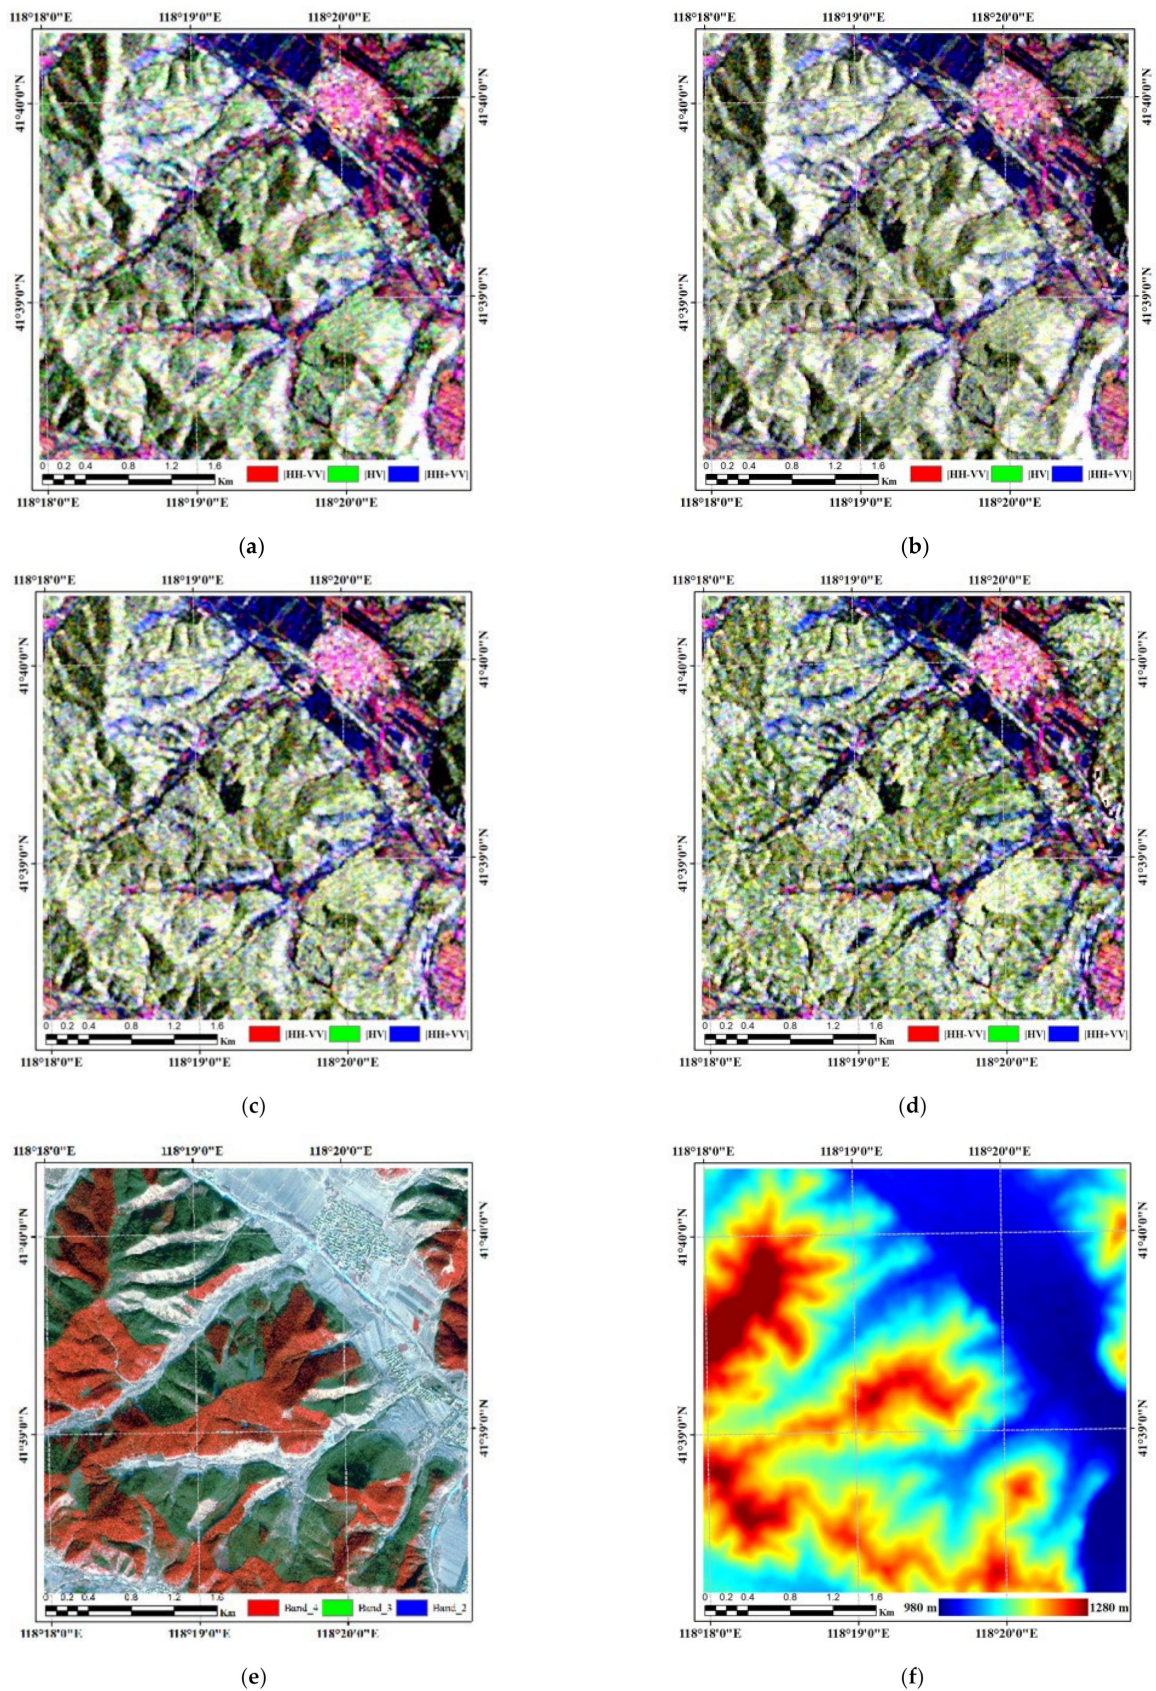 118°18'0"E 118°19'0"E 118°20'0"E 118°18'0"E 118°19'0"E 118°20'0"E
41°40'0"N 41°40'0"N 41°40'0"N 41°40'0"N
41°39'0"N 41°39'0"N 41°39'0"N 41°39'0"N
0 0.2 0.4 0.8 1.2 1.6 0 0.2 0.4 0.8 1.2 1.6
Km |HH-VV| |HV| |HH+VV| Km |HH-VV| |HV| |HH+VV|
118°18'0"E 118°19'0"E 118°20'0"E 118°18'0"E 118°19'0"E 118°20'0"E
(a) (b)
118°18'0"E 118°19'0"E 118°20'0"E 118°18'0"E 118°19'0"E 118°20'0"E
41°40'0"N 41°40'0"N 41°40'0"N 41°40'0"N
41°39'0"N 41°39'0"N 41°39'0"N 41°39'0"N
0 0.2 0.4 0.8 1.2 1.6 0 0.2 0.4 0.8 1.2 1.6
Km |HH-VV| |HV| |HH+VV| Km |HH-VV| |HV| |HH+VV|
118°18'0"E 118°19'0"E 118°20'0"E 118°18'0"E 118°19'0"E 118°20'0"E
(c) (d)
118°18'0"E 118°19'0"E 118°20'0"E 118°18'0"E 118°19'0"E 118°20'0"E
41°40'0"N 41°40'0"N 41°40'0"N 41°40'0"N
41°39'0"N 41°39'0"N 41°39'0"N 41°39'0"N
0 0.2 0.4 0.8 1.2 1.6 0 0.2 0.4 0.8 1.2 1.6
Km Band_4 Band_3 Band_2 Km 980 m 1280 m
118°18'0"E 118°19'0"E 118°20'0"E 118°18'0"E 118°19'0"E 118°20'0"E
(e) (f)